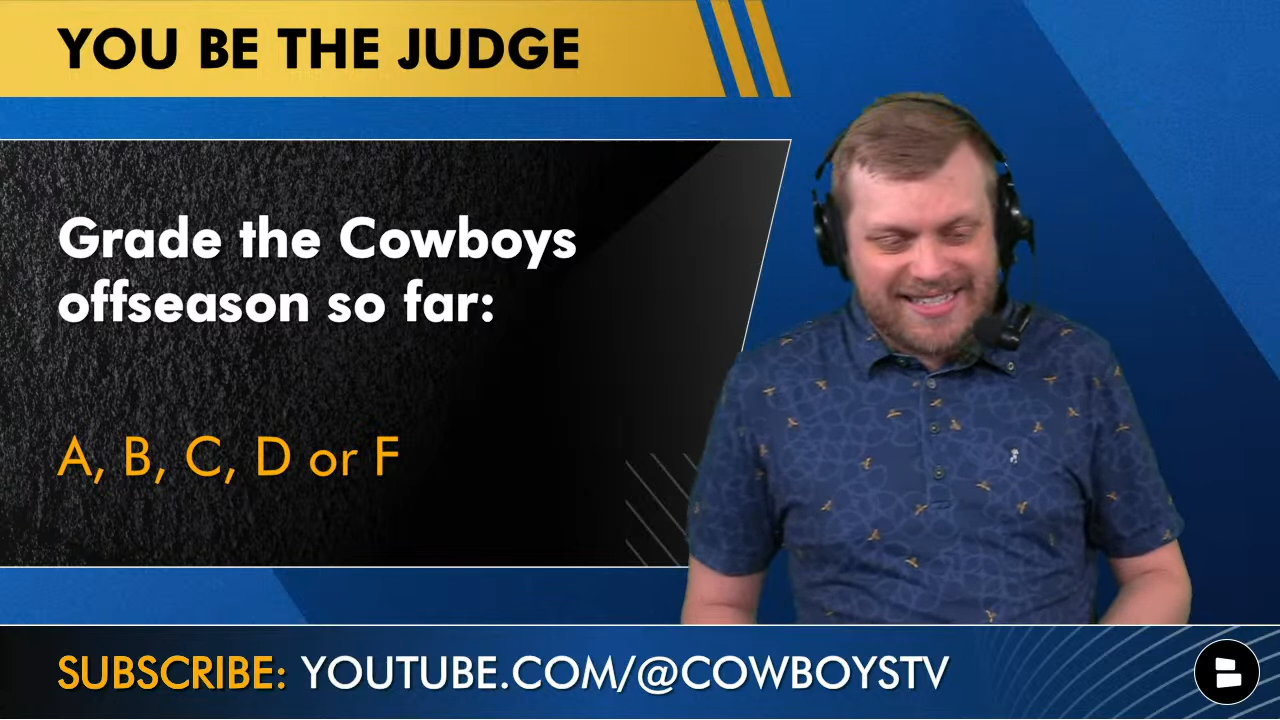 YOU BE THE JUDGE
Grade the Cowboys
offseason so far:
A, B, C, D or F
SUBSCRIBE: YOUTUBE.COM/@COWBOYSTV